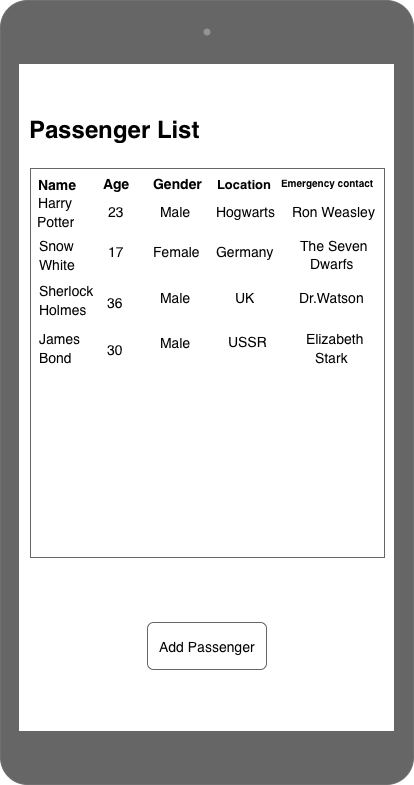 Passenger List
Name Age Gender Location Emergency contact
Harry Potter 23 Male Hogwarts Ron Weasley
Snow White 17 Female Germany The Seven Dwarfs
Sherlock Holmes 36 Male UK Dr.Watson
James Bond 30 Male USSR Elizabeth Stark
Add Passenger